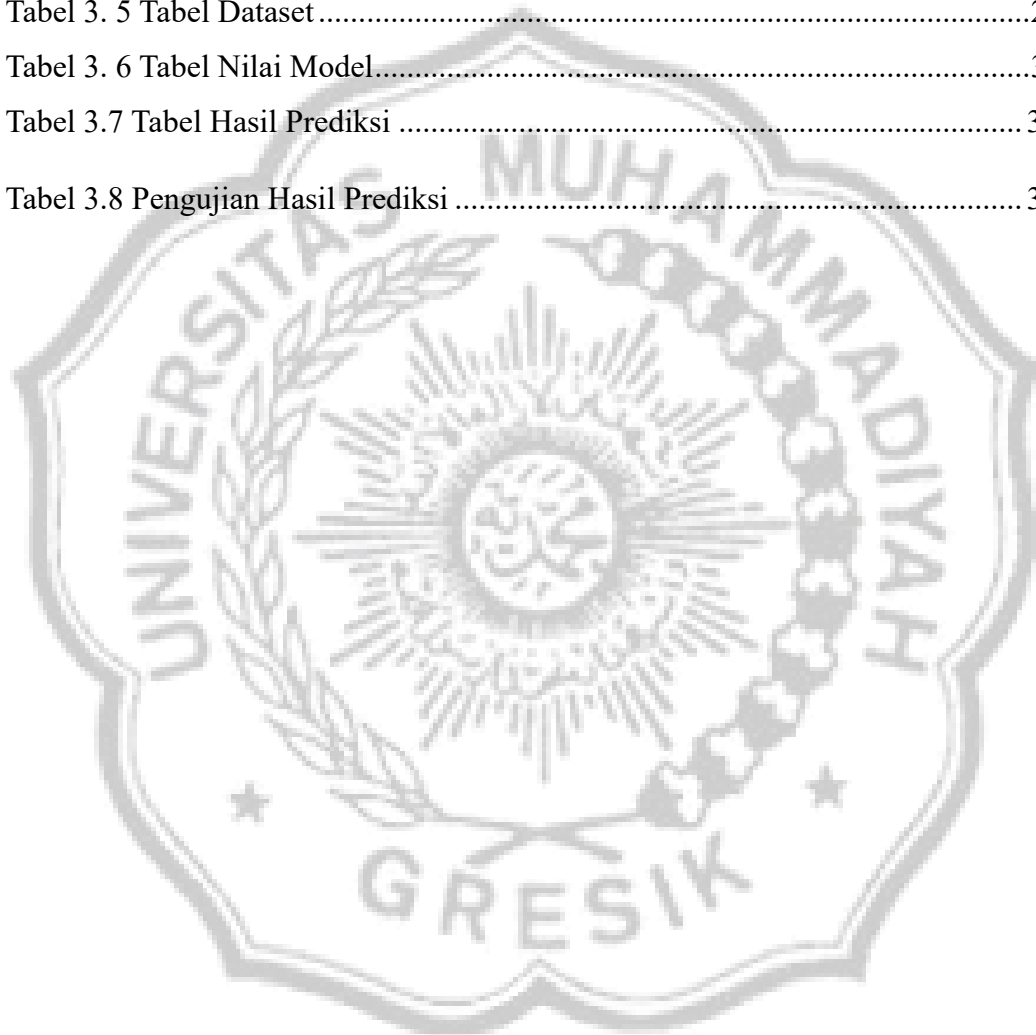 Tabel 3. 5 Tabel Dataset........................................................................................2
Tabel 3. 6 Tabel Nilai Model.................................................................................3
Tabel 3.7 Tabel Hasil Prediksi ..............................................................................3
Tabel 3.8 Pengujian Hasil Prediksi .......................................................................3
UNIVERSITAS MUHAMMADIYAH
GRESIK